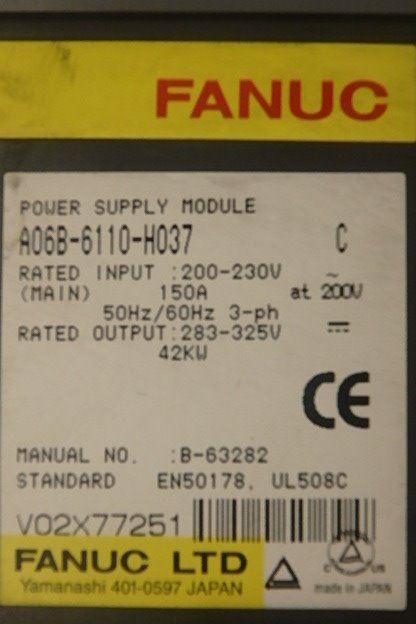 FANUC
POWER SUPPLY MODULE
A06B-6110-H037 C
RATED INPUT :200-230V ~
(MAIN) 150A at 200V
50Hz/60Hz 3-ph
RATED OUTPUT:283-325V
42KW
CE
MANUAL NO. :B-63282
STANDARD EN50178, UL508C
V02X77251
FANUC LTD
Yamanashi 401-0597 JAPAN
C US
made in JAPAN